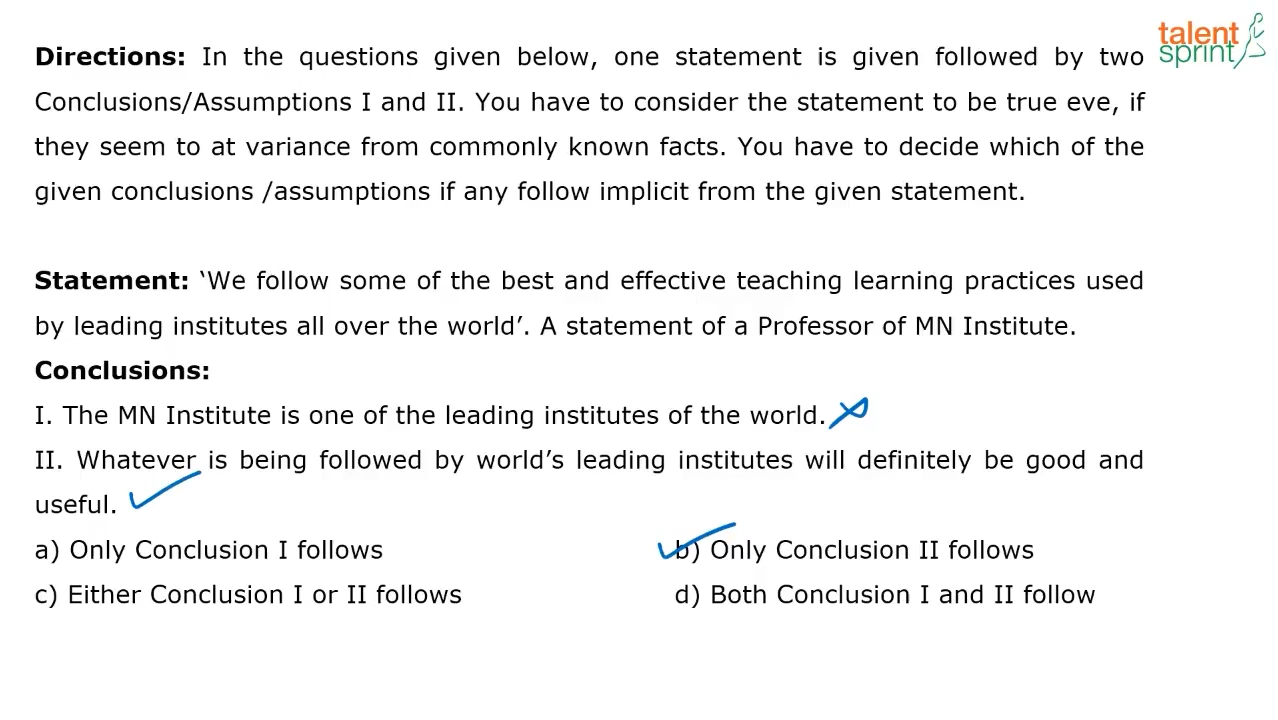 talent
sprint
Directions: In the questions given below, one statement is given followed by two
Conclusions/Assumptions I and II. You have to consider the statement to be true eve, if
they seem to at variance from commonly known facts. You have to decide which of the
given conclusions /assumptions if any follow implicit from the given statement.
Statement: ‘We follow some of the best and effective teaching learning practices used
by leading institutes all over the world’. A statement of a Professor of MN Institute.
Conclusions:
I. The MN Institute is one of the leading institutes of the world.
II. Whatever is being followed by world’s leading institutes will definitely be good and
useful.
a) Only Conclusion I follows b) Only Conclusion II follows
c) Either Conclusion I or II follows d) Both Conclusion I and II follow